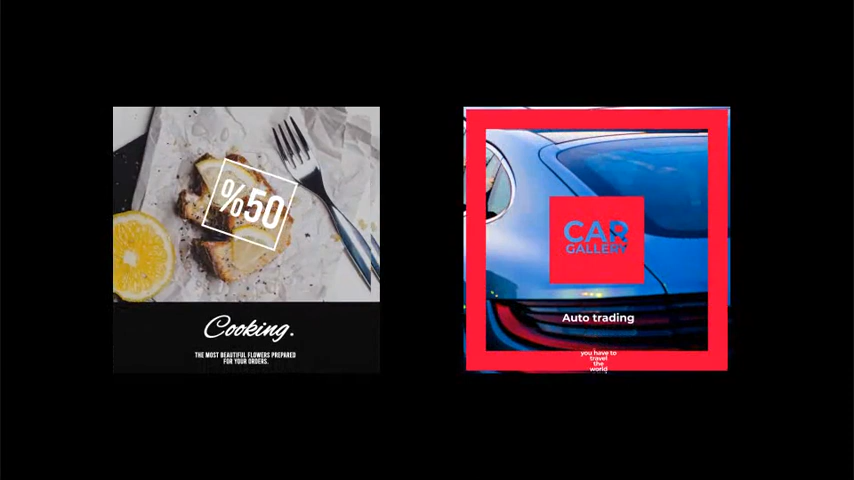 %50
Cooking.
THE MOST BEAUTIFUL FLOWERS PREPARED
FOR YOUR ORDERS.
CAR
GALLERY
Auto trading
you have to
travel
the
world